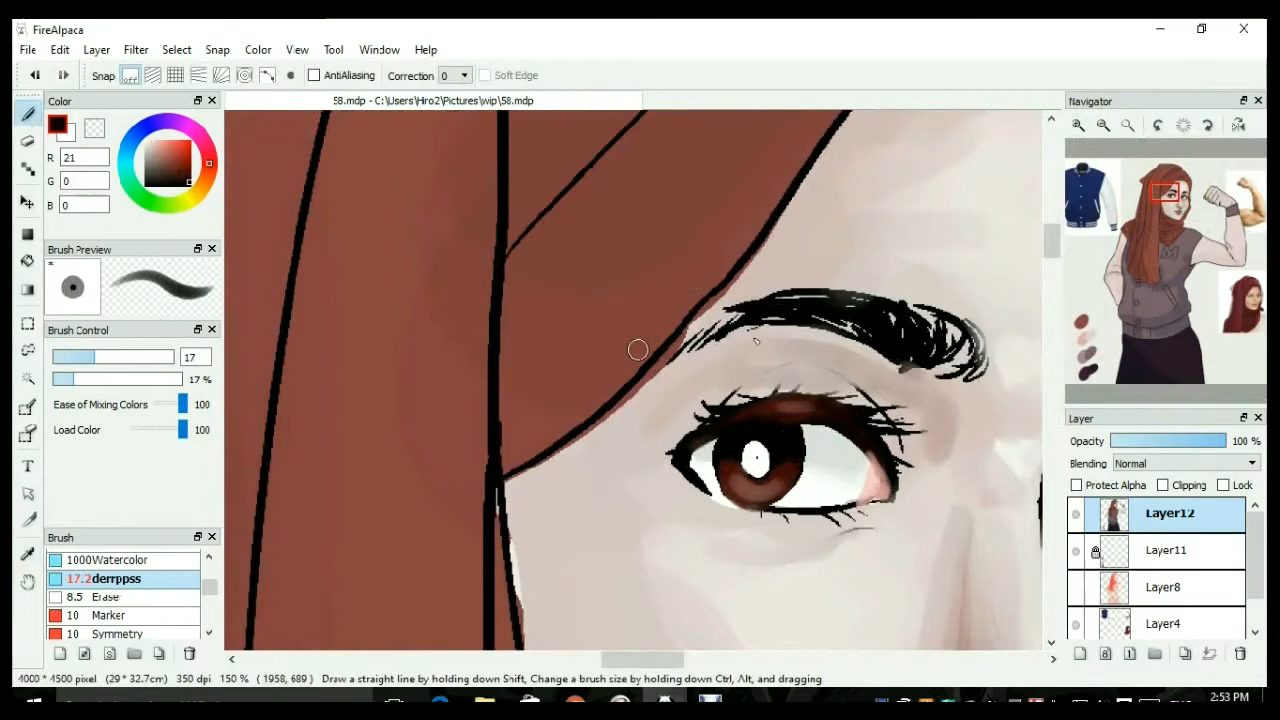 FireAlpaca
File Edit Layer Filter Select Snap Color View Tool Window Help
Snap off AntiAliasing Correction 0 Soft Edge
Color
58.mdp - C:\Users\Hiro2\Pictures\wip\58.mdp
Navigator
R 21
G 0
B 0
M
Brush Preview
*
Brush Control
17
17 %
Ease of Mixing Colors 100
Load Color 100
T
Layer
Opacity 100 %
Blending Normal
Protect Alpha Clipping Lock
Layer12
Layer11
Layer8
Layer4
Brush
1000Watercolor
17.2derrppss
8.5 Erase
10 Marker
10 Symmetry
4000 * 4500 pixel (29 * 32.7cm) 350 dpi 150 % ( 1958, 689 ) Draw a straight line by holding down Shift, Change a brush size by holding down Ctrl, Alt, and dragging
2:53 PM